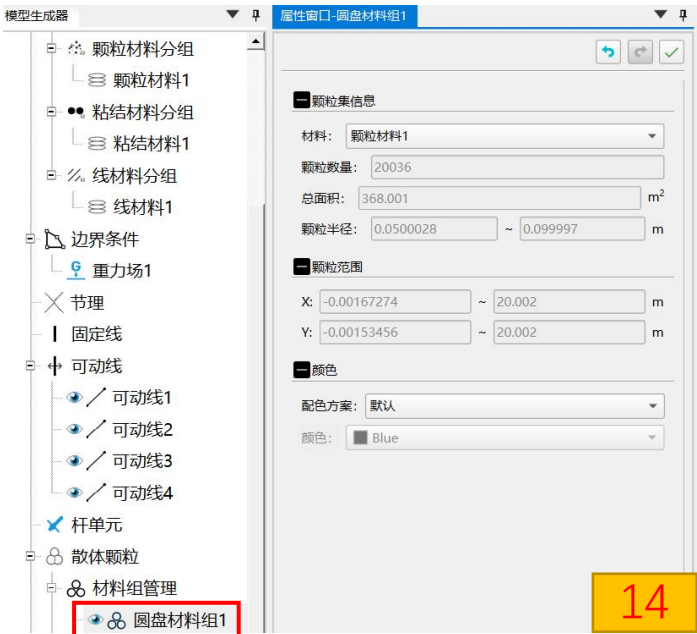 模型生成器
颗粒材料分组
颗粒材料1
粘结材料分组
粘结材料1
线材料分组
线材料1
边界条件
重力场1
节理
固定线
可动线
可动线1
可动线2
可动线3
可动线4
杆单元
散体颗粒
材料组管理
圆盘材料组1
属性窗口-圆盘材料组1
颗粒集信息
材料： 颗粒材料1
颗粒数量： 20036
总面积： 368.001 m²
颗粒半径： 0.0500028 ~ 0.099997 m
颗粒范围
X: -0.00167274 ~ 20.002 m
Y: -0.00153456 ~ 20.002 m
颜色
配色方案： 默认
颜色： Blue
14